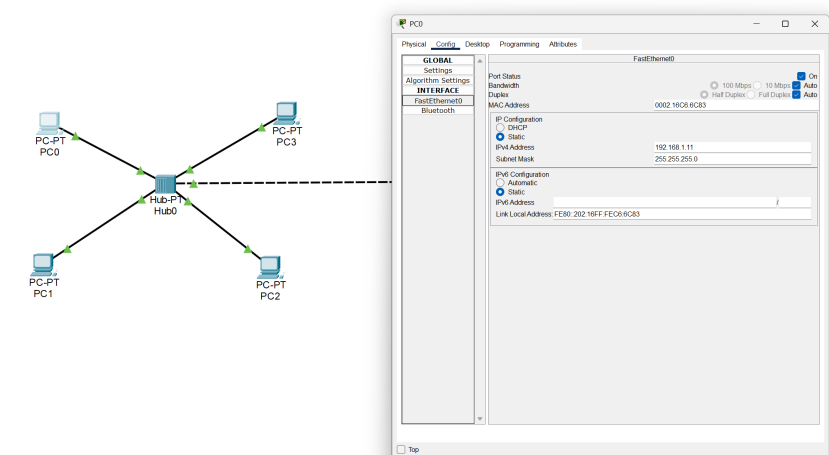 PC0
Physical Config Desktop Programming Attributes
GLOBAL
Settings
Algorithm Settings
INTERFACE
FastEthernet0
Bluetooth
FastEthernet0
Port Status On
Bandwidth 100 Mbps 10 Mbps Auto
Duplex Half Duplex Full Duplex Auto
MAC Address 0002.16C6.6C83
IP Configuration
DHCP
Static
IPv4 Address 192.168.1.11
Subnet Mask 255.255.255.0
IPv6 Configuration
Automatic
Static
IPv6 Address /
Link Local Address: FE80::202:16FF:FEC6:6C83
Top
PC-PT
PC0
PC-PT
PC3
Hub-PT
Hub0
PC-PT
PC1
PC-PT
PC2